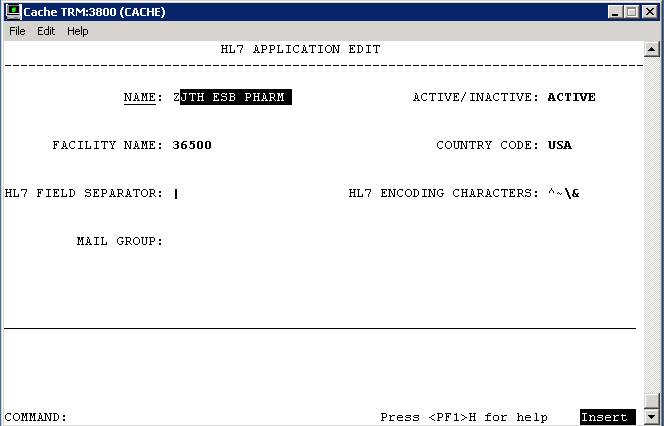 Cache TRM:3800 (CACHE)
File Edit Help
HL7 APPLICATION EDIT
NAME: ZJTH ESB PHARM ACTIVE/INACTIVE: ACTIVE
FACILITY NAME: 36500 COUNTRY CODE: USA
HL7 FIELD SEPARATOR: | HL7 ENCODING CHARACTERS: ^~\&
MAIL GROUP:
COMMAND: Press <PF1>H for help Insert